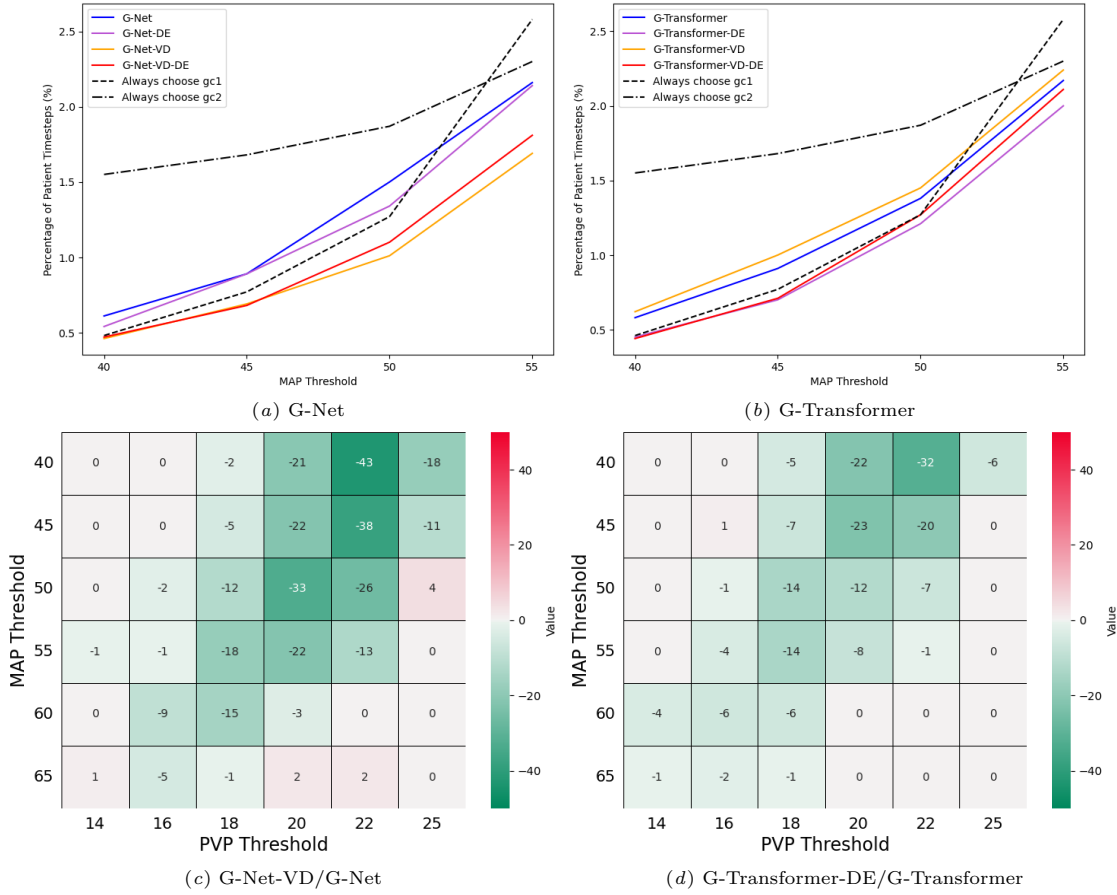 2.5
2.0
1.5
1.0
0.5
Percentage of Patient Timesteps (%)
G-Net
G-Net-DE
G-Net-VD
G-Net-VD-DE
Always choose gc1
Always choose gc2
40 45 50 55
MAP Threshold
(a) G-Net
2.5
2.0
1.5
1.0
0.5
Percentage of Patient Timesteps (%)
G-Transformer
G-Transformer-DE
G-Transformer-VD
G-Transformer-VD-DE
Always choose gc1
Always choose gc2
40 45 50 55
MAP Threshold
(b) G-Transformer
MAP Threshold
40 0 0 -2 -21 -43 -18
45 0 0 -5 -22 -38 -11
50 0 -2 -12 -33 -26 4
55 -1 -1 -18 -22 -13 0
60 0 -9 -15 -3 0 0
65 1 -5 -1 2 2 0
14 16 18 20 22 25
PVP Threshold
40
20
0
−20
−40
Value
(c) G-Net-VD/G-Net
MAP Threshold
40 0 0 -5 -22 -32 -6
45 0 1 -7 -23 -20 0
50 0 -1 -14 -12 -7 0
55 0 -4 -14 -8 -1 0
60 -4 -6 -6 0 0 0
65 -1 -2 -1 0 0 0
14 16 18 20 22 25
PVP Threshold
40
20
0
−20
−40
Value
(d) G-Transformer-DE/G-Transformer